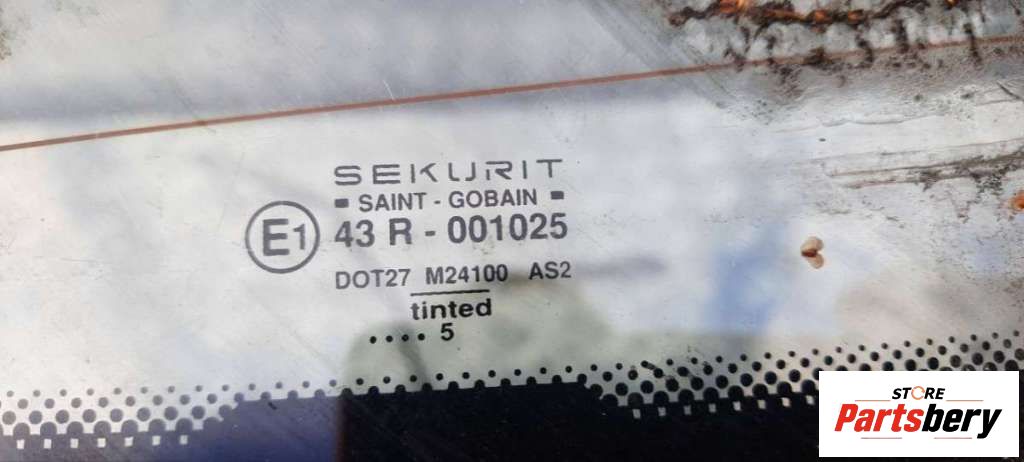 SEKURIT
SAINT - GOBAIN
E1
43 R - 001025
DOT27 M24100 AS2
tinted
.... 5
STORE
Partsbery